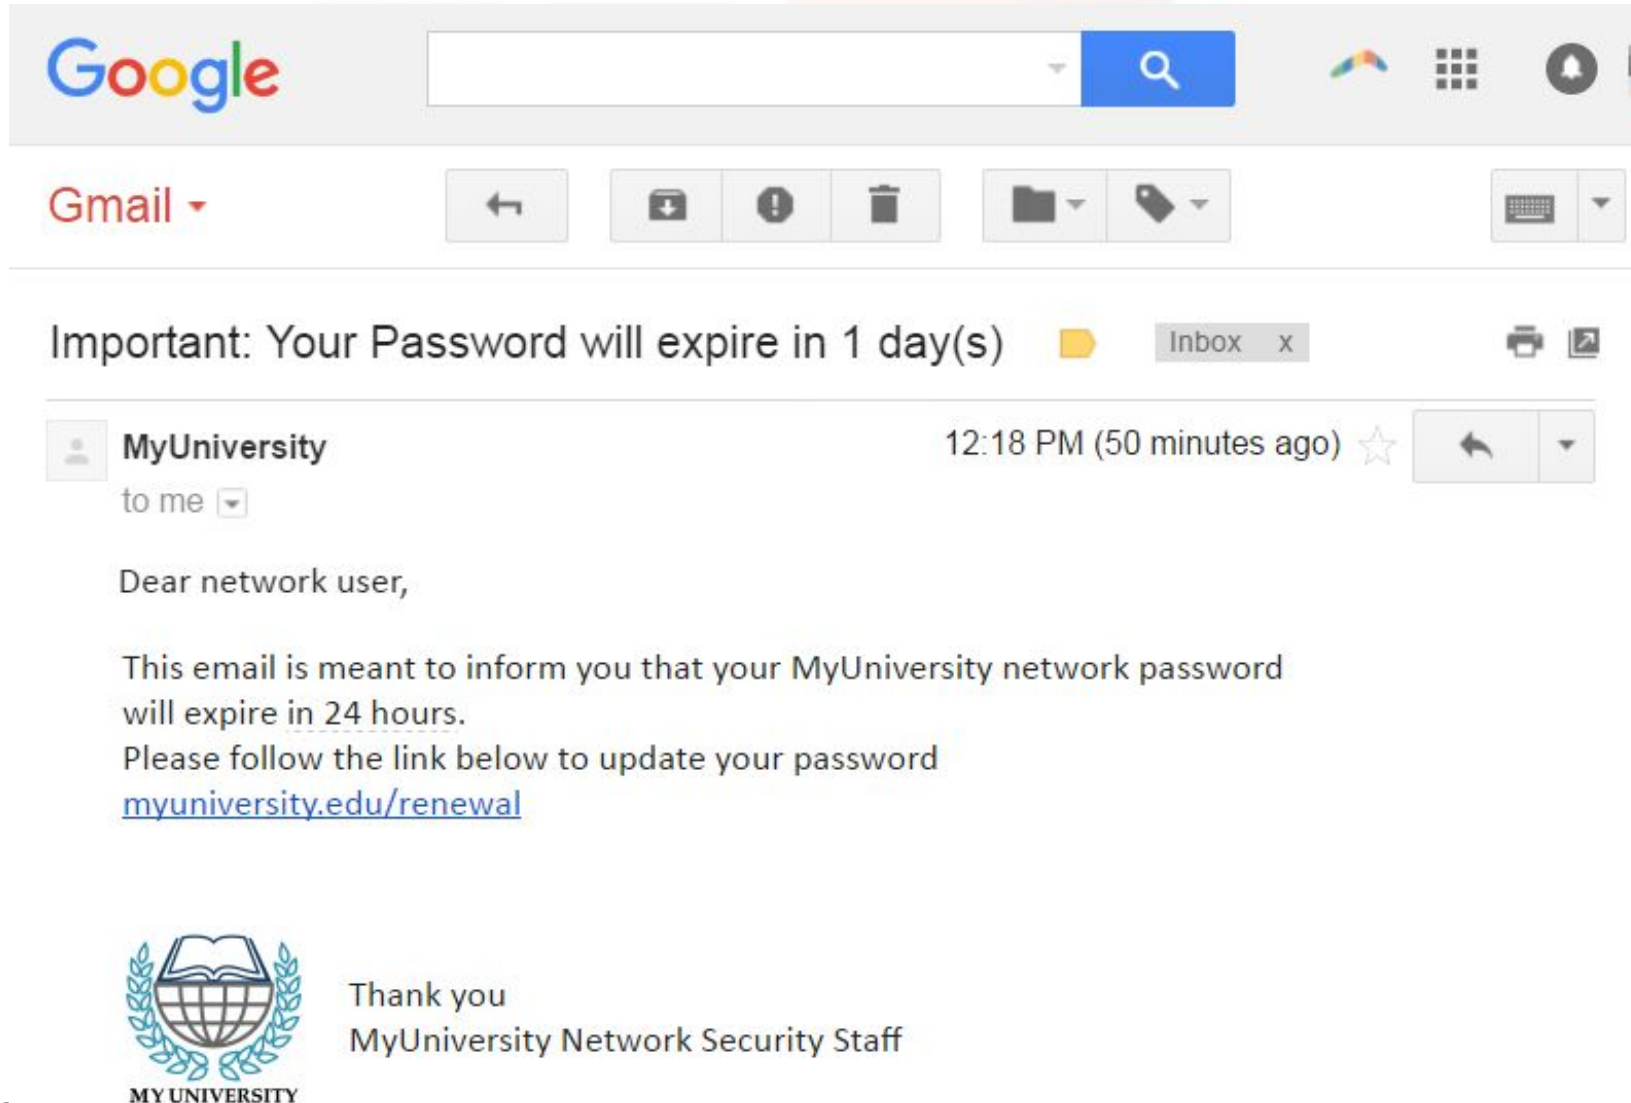 Google
Gmail
Important: Your Password will expire in 1 day(s)
Inbox x
MyUniversity
12:18 PM (50 minutes ago)
to me
Dear network user,
This email is meant to inform you that your MyUniversity network password
will expire in 24 hours.
Please follow the link below to update your password
myuniversity.edu/renewal
Thank you
MyUniversity Network Security Staff
MY UNIVERSITY